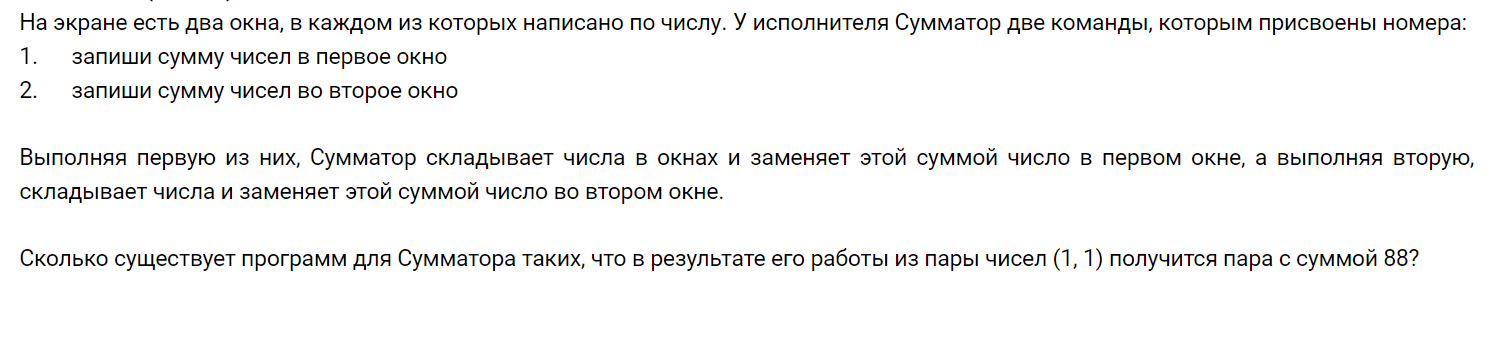 На экране есть два окна, в каждом из которых написано по числу. У исполнителя Сумматор две команды, которым присвоены номера:
1. запиши сумму чисел в первое окно
2. запиши сумму чисел во второе окно
Выполняя первую из них, Сумматор складывает числа в окнах и заменяет этой суммой число в первом окне, а выполняя вторую,
складывает числа и заменяет этой суммой число во втором окне.
Сколько существует программ для Сумматора таких, что в результате его работы из пары чисел (1, 1) получится пара с суммой 88?